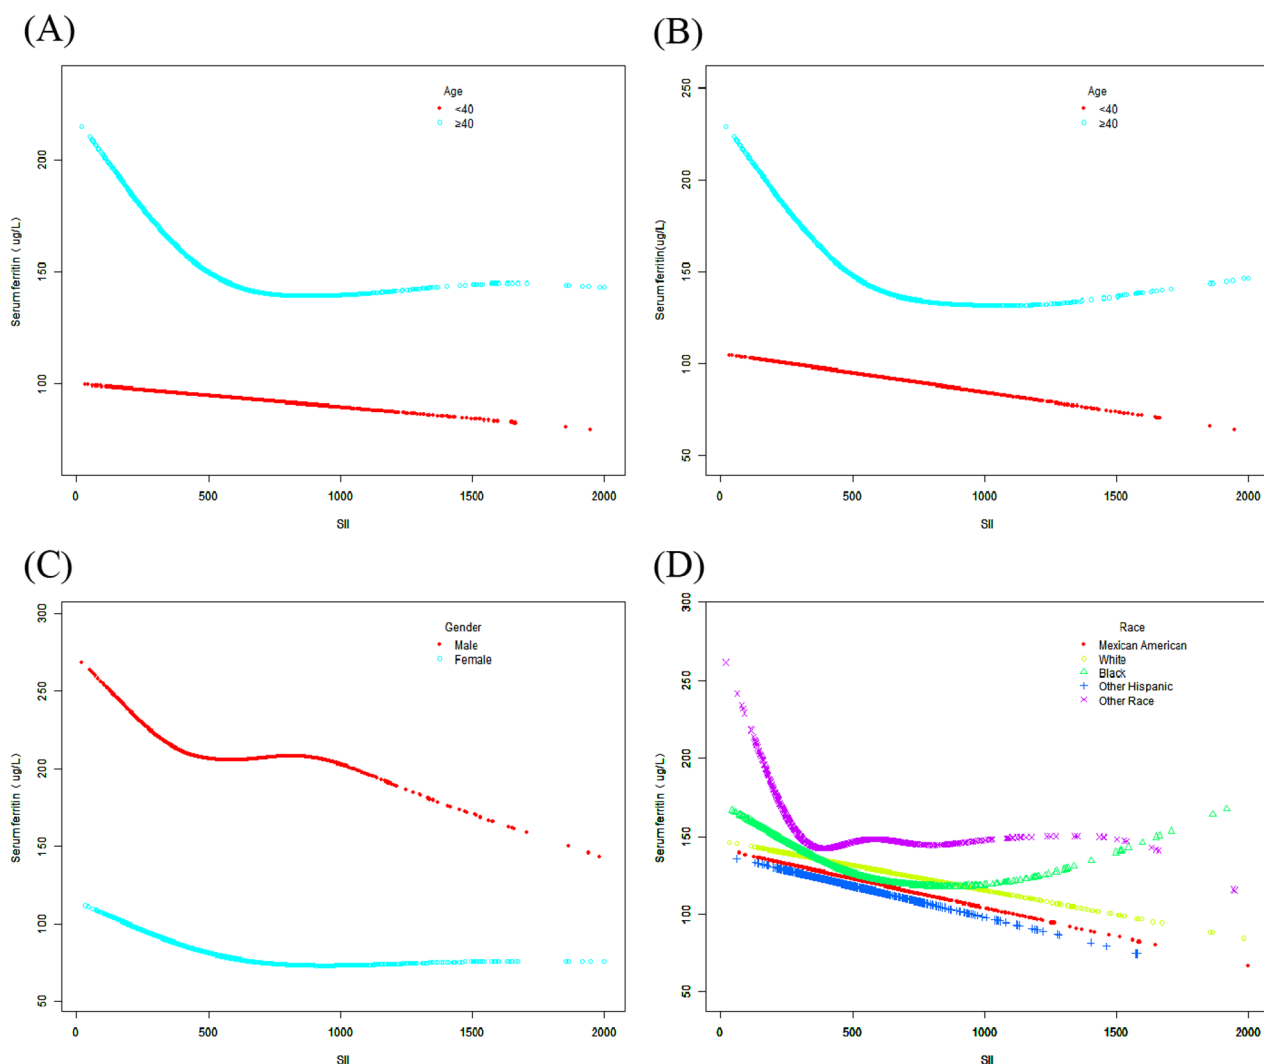 (A)
Age
<40
≥40
Serum ferritin ( ug/L)
200
150
100
0 500 1000 1500 2000
SII
(B)
Age
<40
≥40
Serum ferritin(ug/L)
250
200
150
100
50
0 500 1000 1500 2000
SII
(C)
Gender
Male
Female
Serum ferritin ( ug/L)
300
250
200
150
100
50
0 500 1000 1500 2000
SII
(D)
Race
Mexican American
White
Black
Other Hispanic
Other Race
Serum ferritin ( ug/L)
300
250
200
150
100
50
0 500 1000 1500 2000
SII